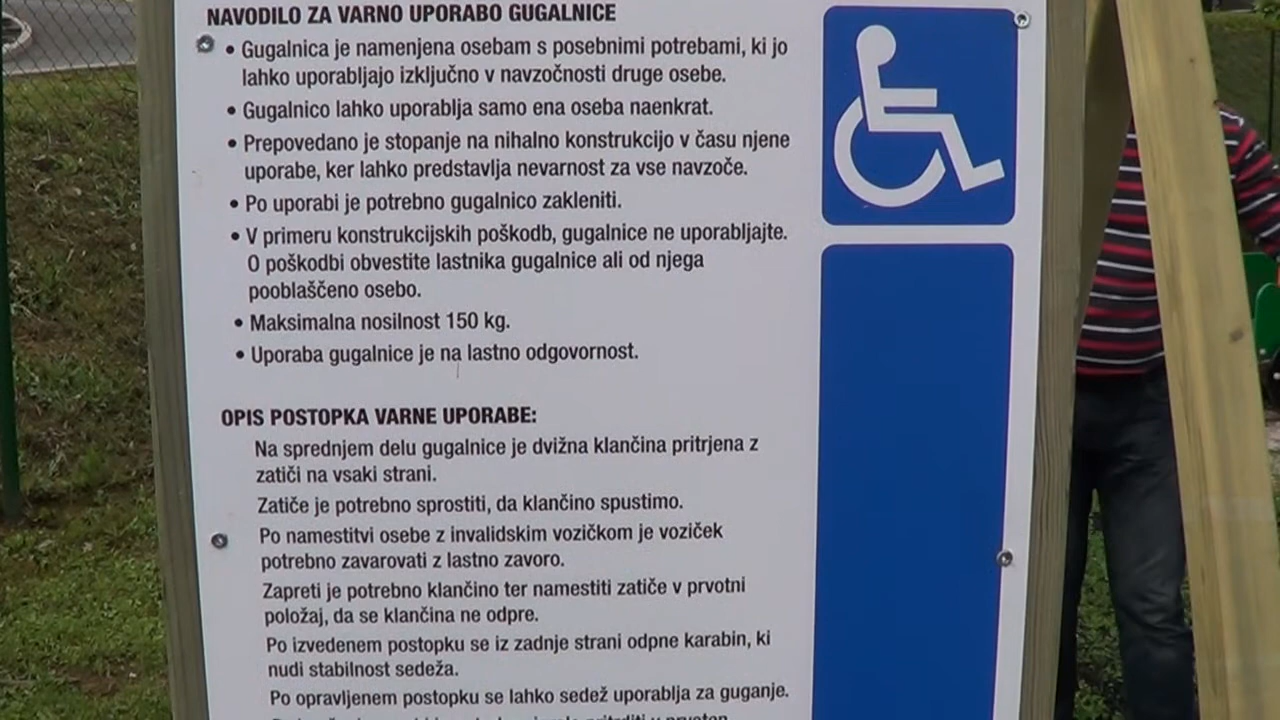 NAVODILO ZA VARNO UPORABO GUGALNICE
• Gugalnica je namenjena osebam s posebnimi potrebami, ki jo
lahko uporabljajo izključno v navzočnosti druge osebe.
• Gugalnico lahko uporablja samo ena oseba naenkrat.
• Prepovedano je stopanje na nihalno konstrukcijo v času njene
uporabe, ker lahko predstavlja nevarnost za vse navzoče.
• Po uporabi je potrebno gugalnico zakleniti.
• V primeru konstrukcijskih poškodb, gugalnice ne uporabljajte.
O poškodbi obvestite lastnika gugalnice ali od njega
pooblaščeno osebo.
• Maksimalna nosilnost 150 kg.
• Uporaba gugalnice je na lastno odgovornost.
OPIS POSTOPKA VARNE UPORABE:
Na sprednjem delu gugalnice je dvižna klančina pritrjena z
zatiči na vsaki strani.
Zatiče je potrebno sprostiti, da klančino spustimo.
Po namestitvi osebe z invalidskim vozičkom je voziček
potrebno zavarovati z lastno zavoro.
Zapreti je potrebno klančino ter namestiti zatiče v prvotni
položaj, da se klančina ne odpre.
Po izvedenem postopku se iz zadnje strani odpne karabin, ki
nudi stabilnost sedeža.
Po opravljenem postopku se lahko sedež uporablja za guganje.